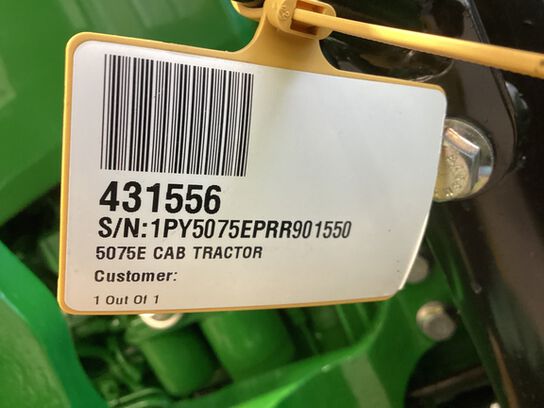 431556
S/N:1PY5075EPRR901550
5075E CAB TRACTOR
Customer:
1 Out Of 1